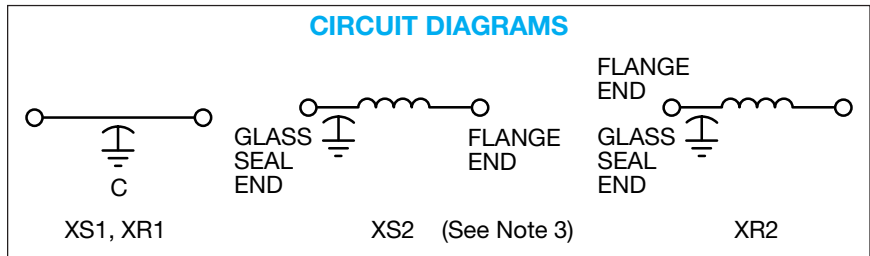 CIRCUIT DIAGRAMS
C
XS1, XR1
GLASS
SEAL
END
FLANGE
END
XS2 (See Note 3)
FLANGE
END
GLASS
SEAL
END
XR2